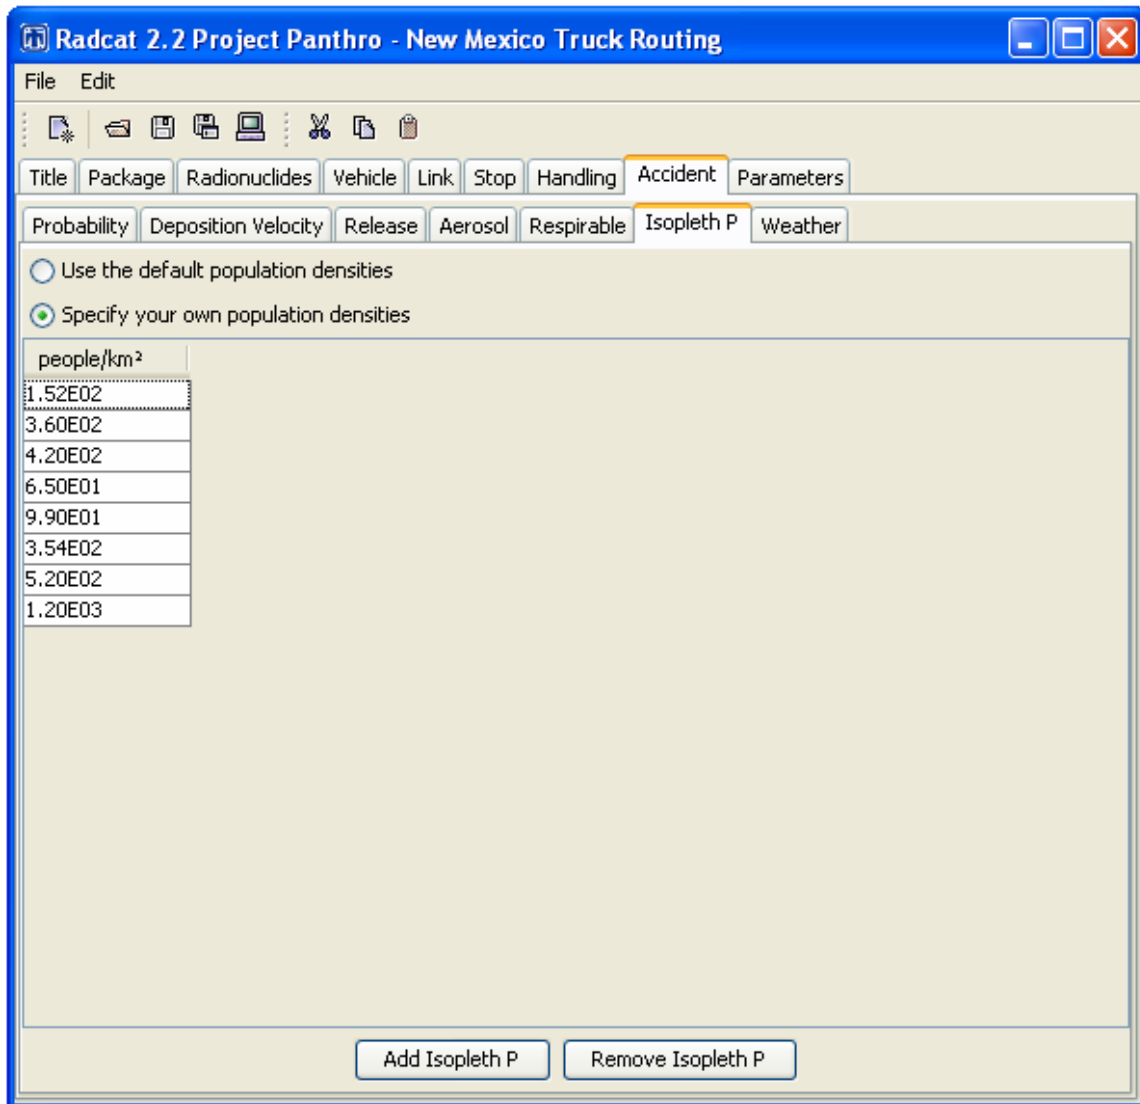 Radcat 2.2 Project Panthro - New Mexico Truck Routing
File Edit
Title Package Radionuclides Vehicle Link Stop Handling Accident Parameters
Probability Deposition Velocity Release Aerosol Respirable Isopleth P Weather
Use the default population densities
Specify your own population densities
people/km²
1.52E02
3.60E02
4.20E02
6.50E01
9.90E01
3.54E02
5.20E02
1.20E03
Add Isopleth P Remove Isopleth P